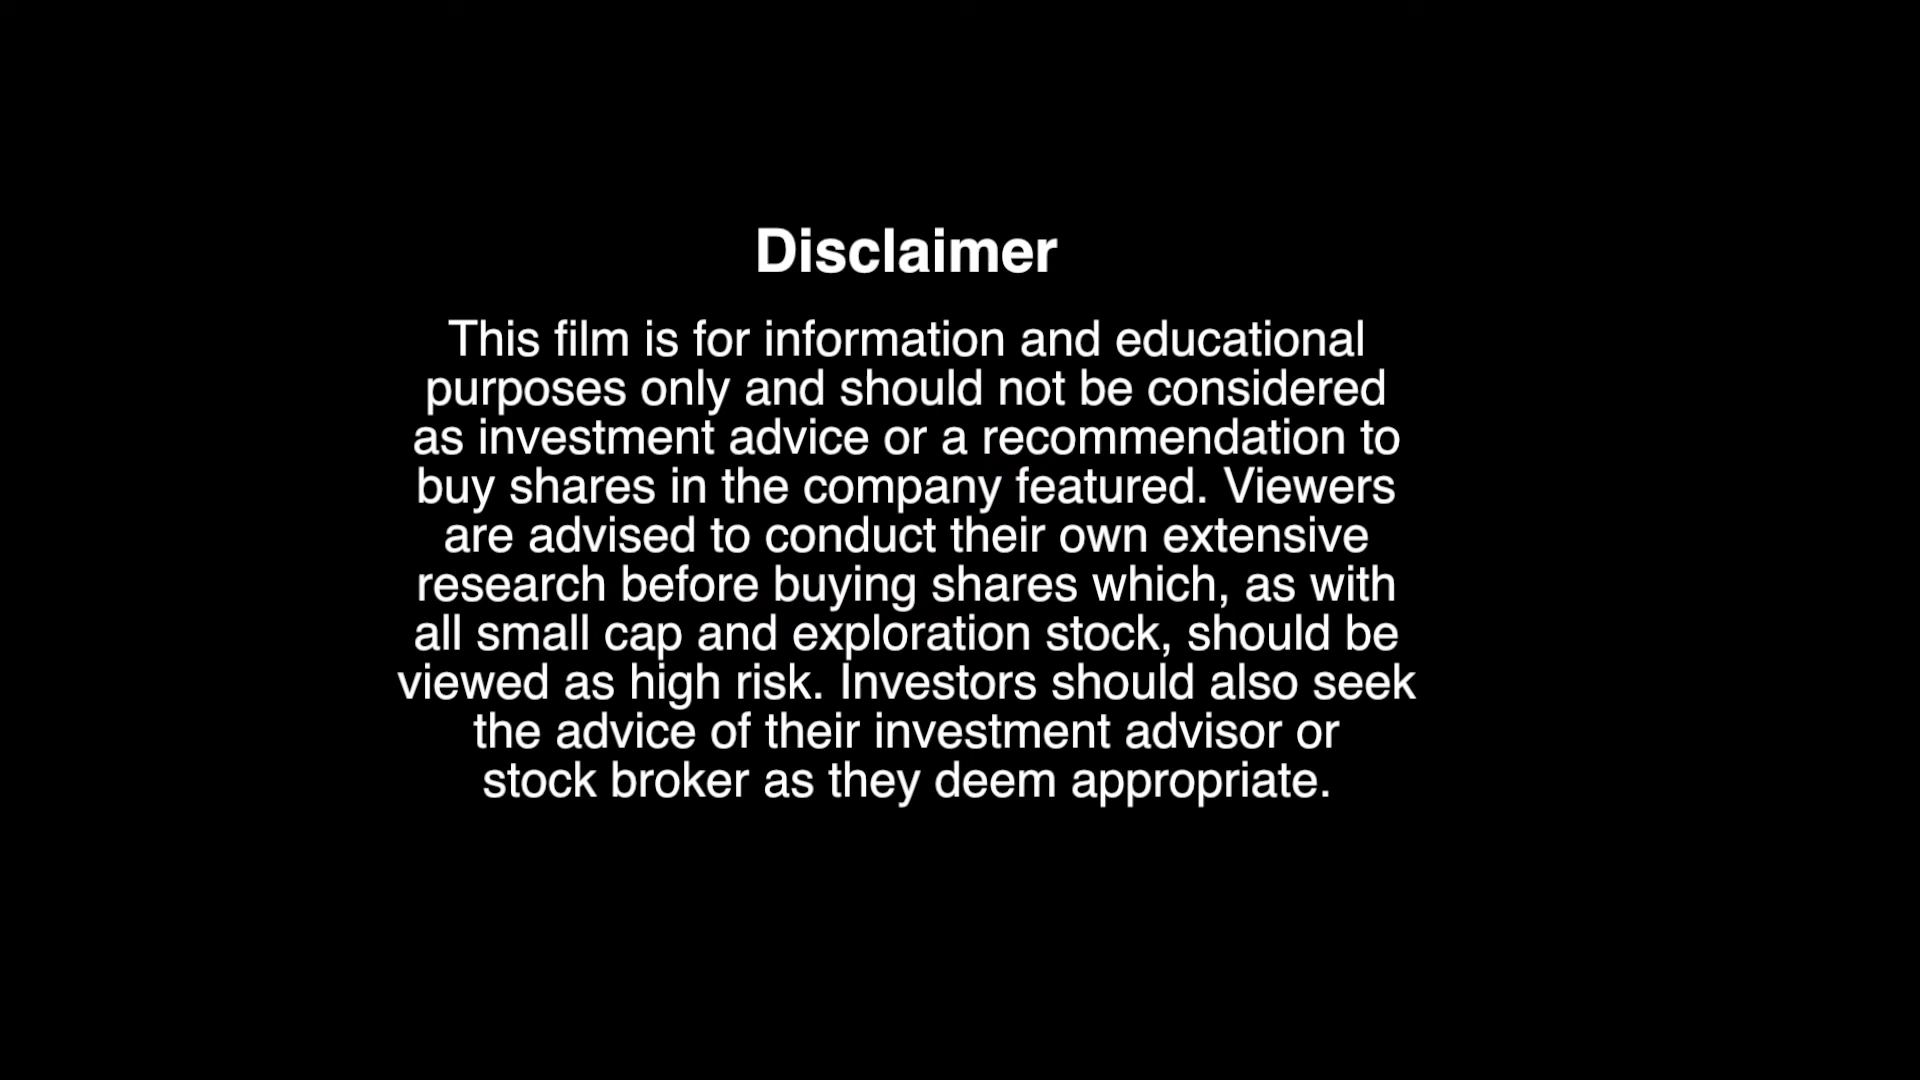 Disclaimer
This film is for information and educational
purposes only and should not be considered
as investment advice or a recommendation to
buy shares in the company featured. Viewers
are advised to conduct their own extensive
research before buying shares which, as with
all small cap and exploration stock, should be
viewed as high risk. Investors should also seek
the advice of their investment advisor or
stock broker as they deem appropriate.